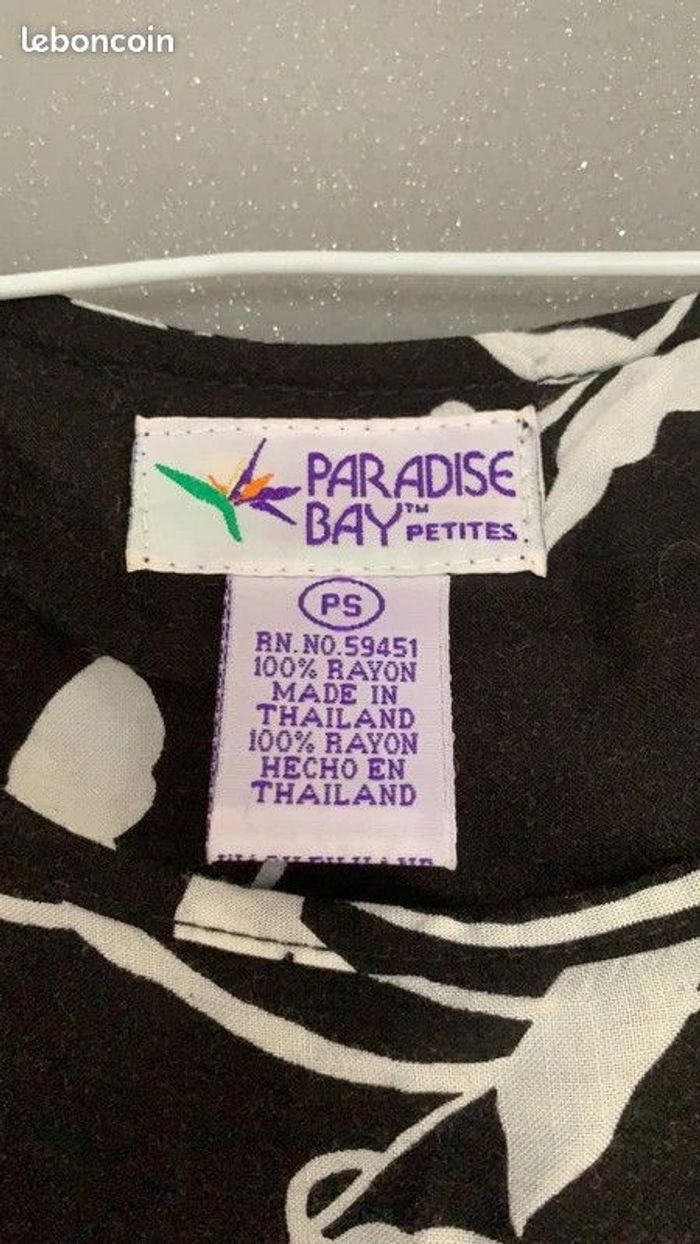 leboncoin
PARADISE
BAY™ PETITES
PS
RN. NO. 59451
100% RAYON
MADE IN
THAILAND
100% RAYON
HECHO EN
THAILAND